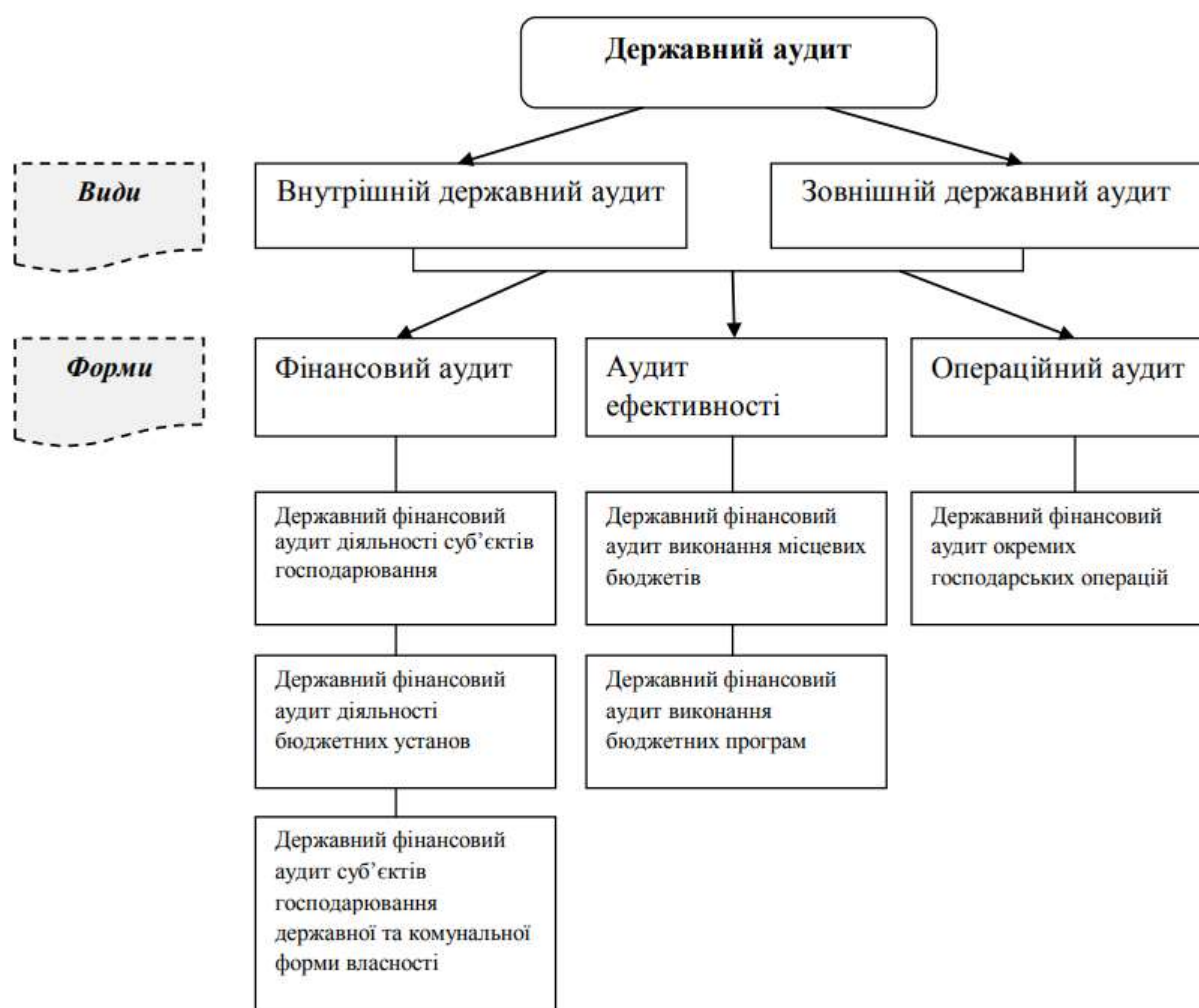 Державний аудит
Види
Внутрішній державний аудит
Зовнішній державний аудит
Форми
Фінансовий аудит
Аудит
ефективності
Операційний аудит
Державний фінансовий
аудит діяльності суб’єктів
господарювання
Державний фінансовий
аудит виконання місцевих
бюджетів
Державний фінансовий
аудит окремих
господарських операцій
Державний фінансовий
аудит діяльності
бюджетних установ
Державний фінансовий
аудит виконання
бюджетних програм
Державний фінансовий
аудит суб’єктів
господарювання
державної та комунальної
форми власності